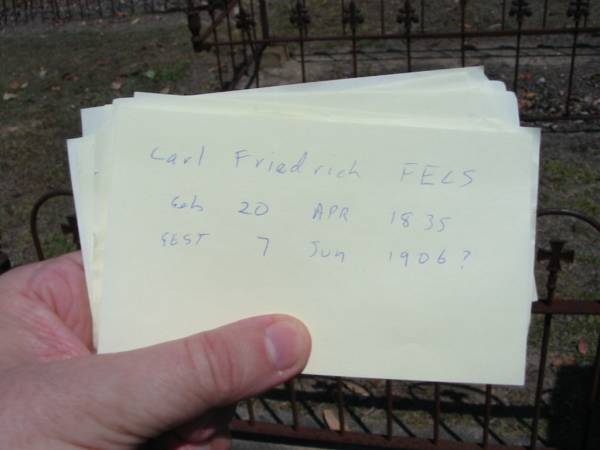 Carl Friedrich FELS
Geb 20 APR 1835
GEST 7 Jun 1906?